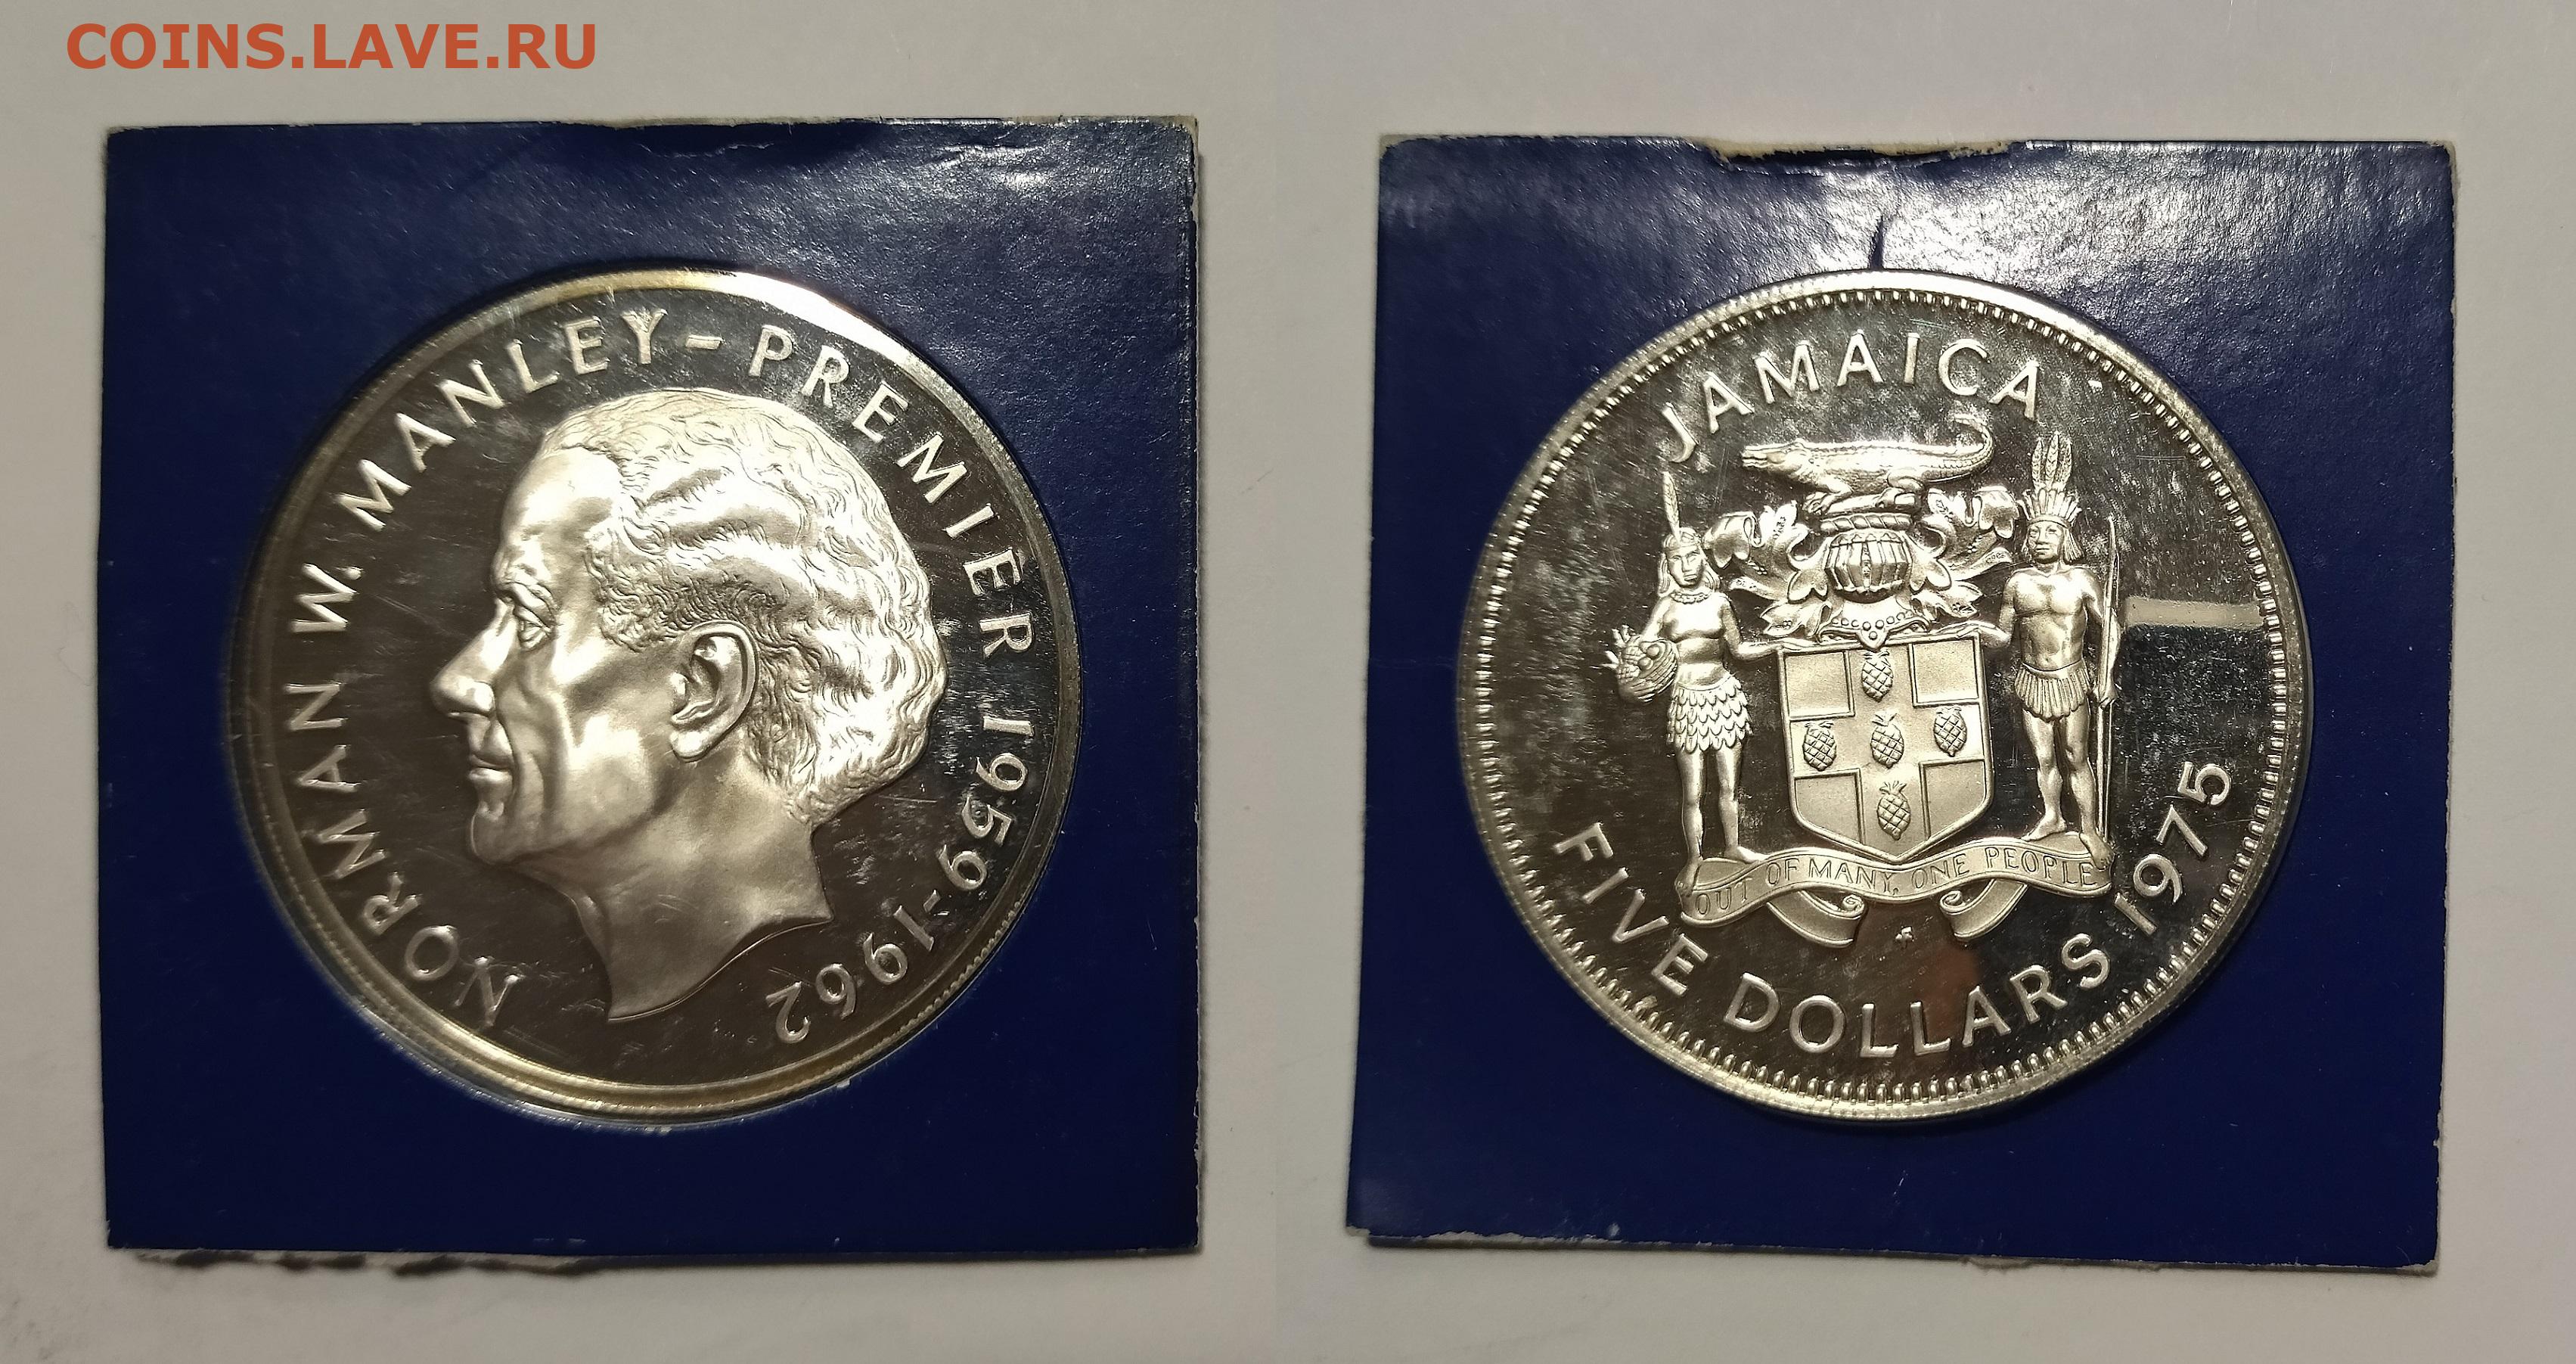 COINS.LAVE.RU
NORMAN W. MANLEY-PREMIER 1959-1962
JAMAICA
OUT OF MANY, ONE PEOPLE
FIVE DOLLARS 1975